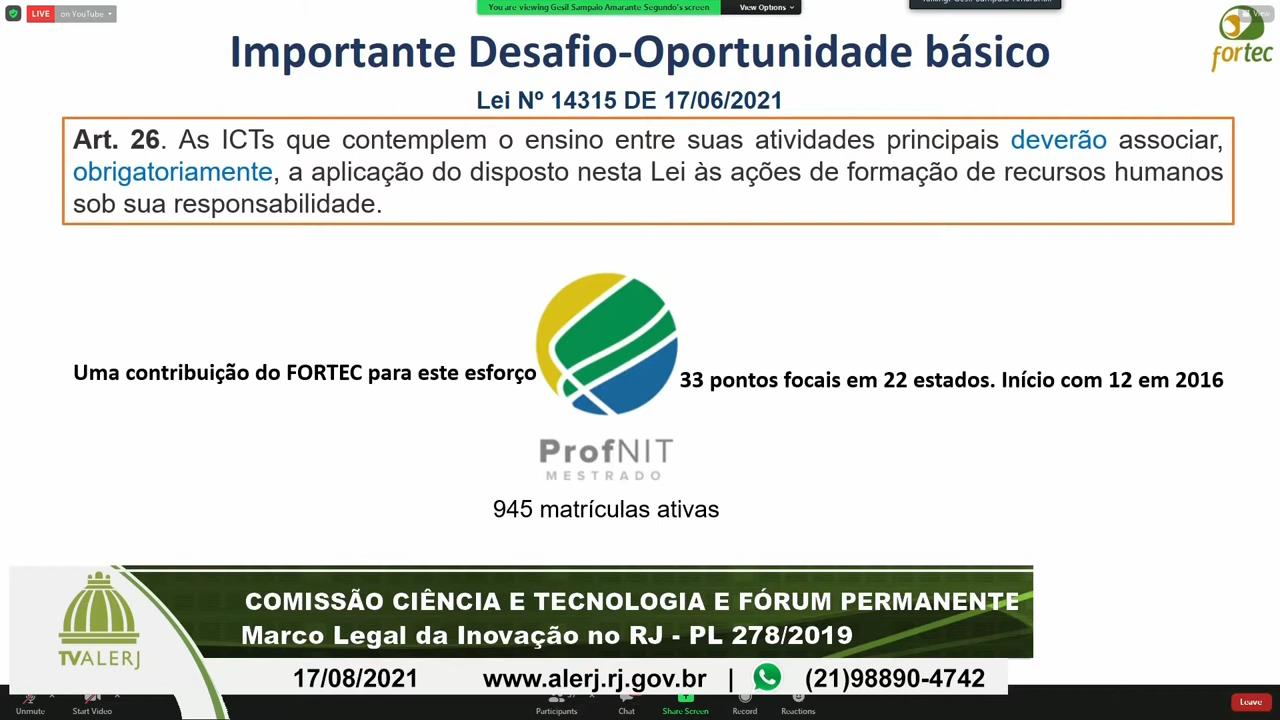 LIVE on YouTube
You are viewing Gesil Sampaio Amarante Segundo's screen View Options
View
fortec
Importante Desafio-Oportunidade básico
Lei Nº 14315 DE 17/06/2021
Art. 26. As ICTs que contemplem o ensino entre suas atividades principais deverão associar,
obrigatoriamente, a aplicação do disposto nesta Lei às ações de formação de recursos humanos
sob sua responsabilidade.
Uma contribuição do FORTEC para este esforço
33 pontos focais em 22 estados. Início com 12 em 2016
ProfNIT
MESTRADO
945 matrículas ativas
COMISSÃO CIÊNCIA E TECNOLOGIA E FÓRUM PERMANENTE
Marco Legal da Inovação no RJ - PL 278/2019
TVALERJ
17/08/2021 www.alerj.rj.gov.br | (21)98890-4742
Unmute Start Video Participants Chat Share Screen Record Reactions Leave